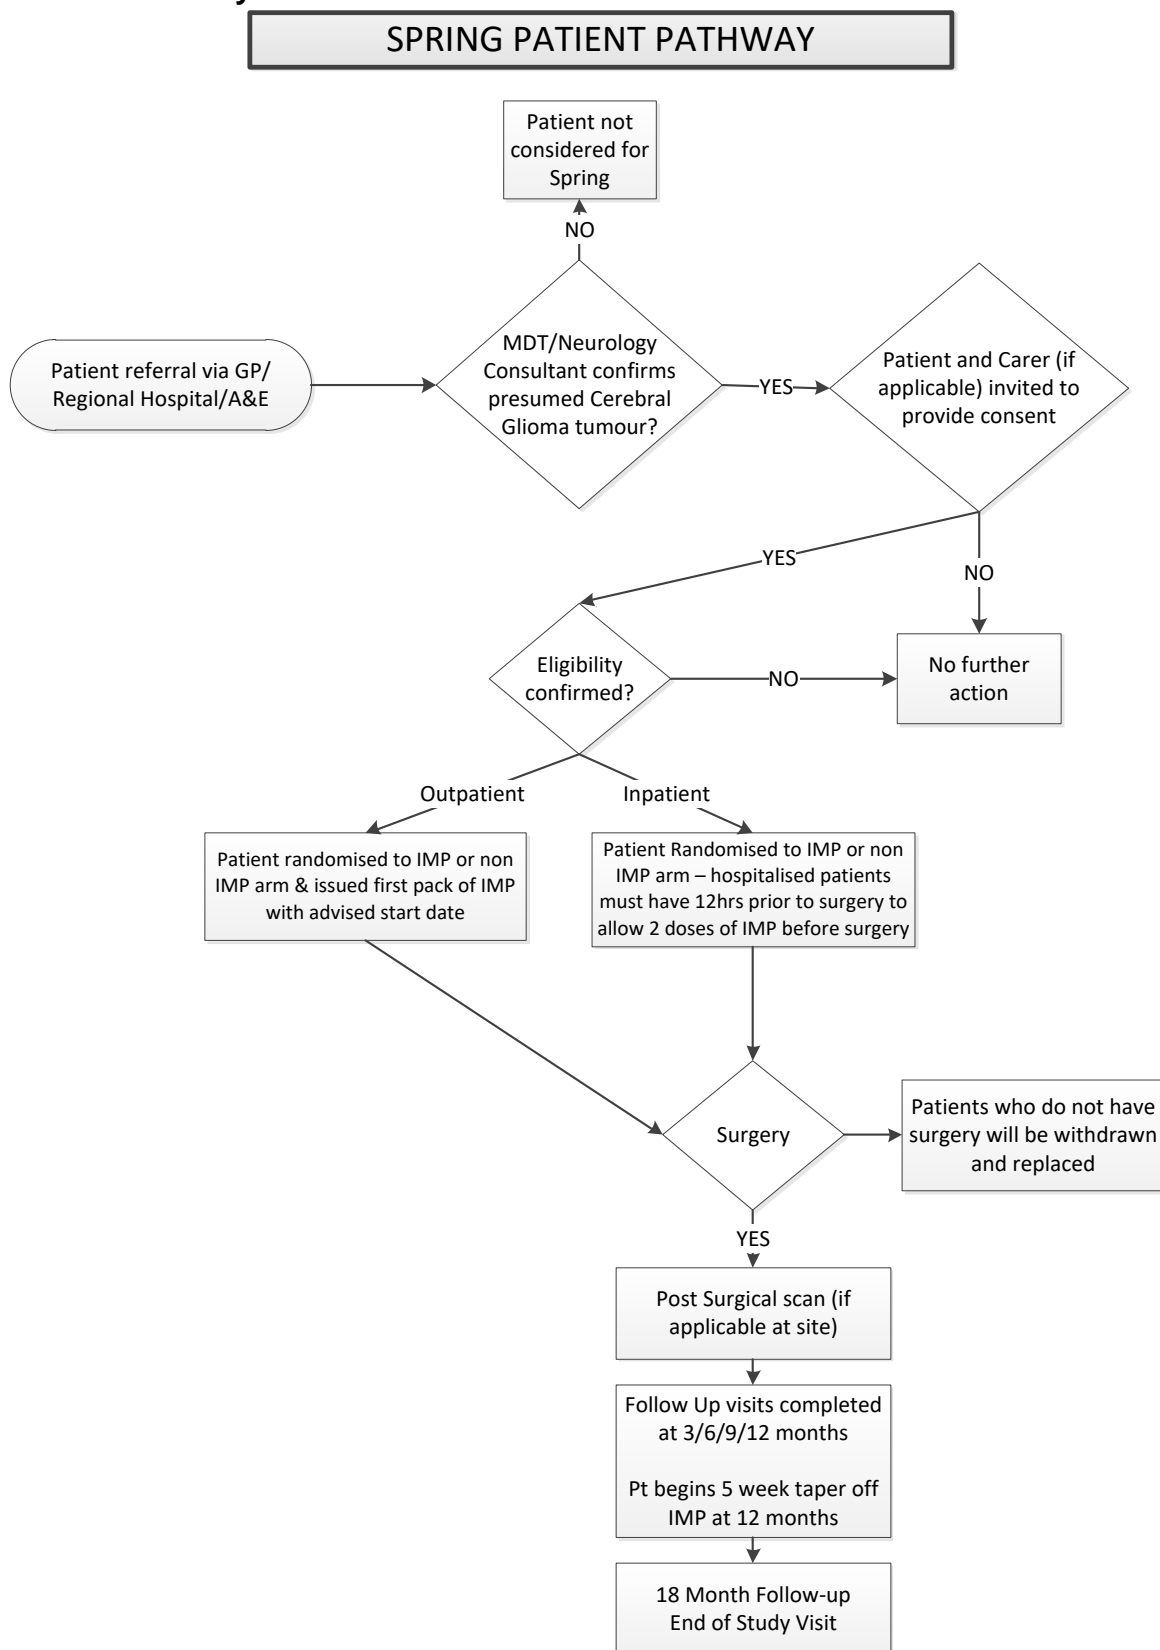 SPRING PATIENT PATHWAY
Patient not
considered for
Spring
NO
Patient referral via GP/
Regional Hospital/A&E
MDT/Neurology
Consultant confirms
presumed Cerebral
Glioma tumour?
YES
Patient and Carer (if
applicable) invited to
provide consent
YES
NO
Eligibility
confirmed?
NO
No further
action
Outpatient
Inpatient
Patient randomised to IMP or non
IMP arm & issued first pack of IMP
with advised start date
Patient Randomised to IMP or non
IMP arm – hospitalised patients
must have 12hrs prior to surgery to
allow 2 doses of IMP before surgery
Surgery
Patients who do not have
surgery will be withdrawn
and replaced
YES
Post Surgical scan (if
applicable at site)
Follow Up visits completed
at 3/6/9/12 months
Pt begins 5 week taper off
IMP at 12 months
18 Month Follow-up
End of Study Visit